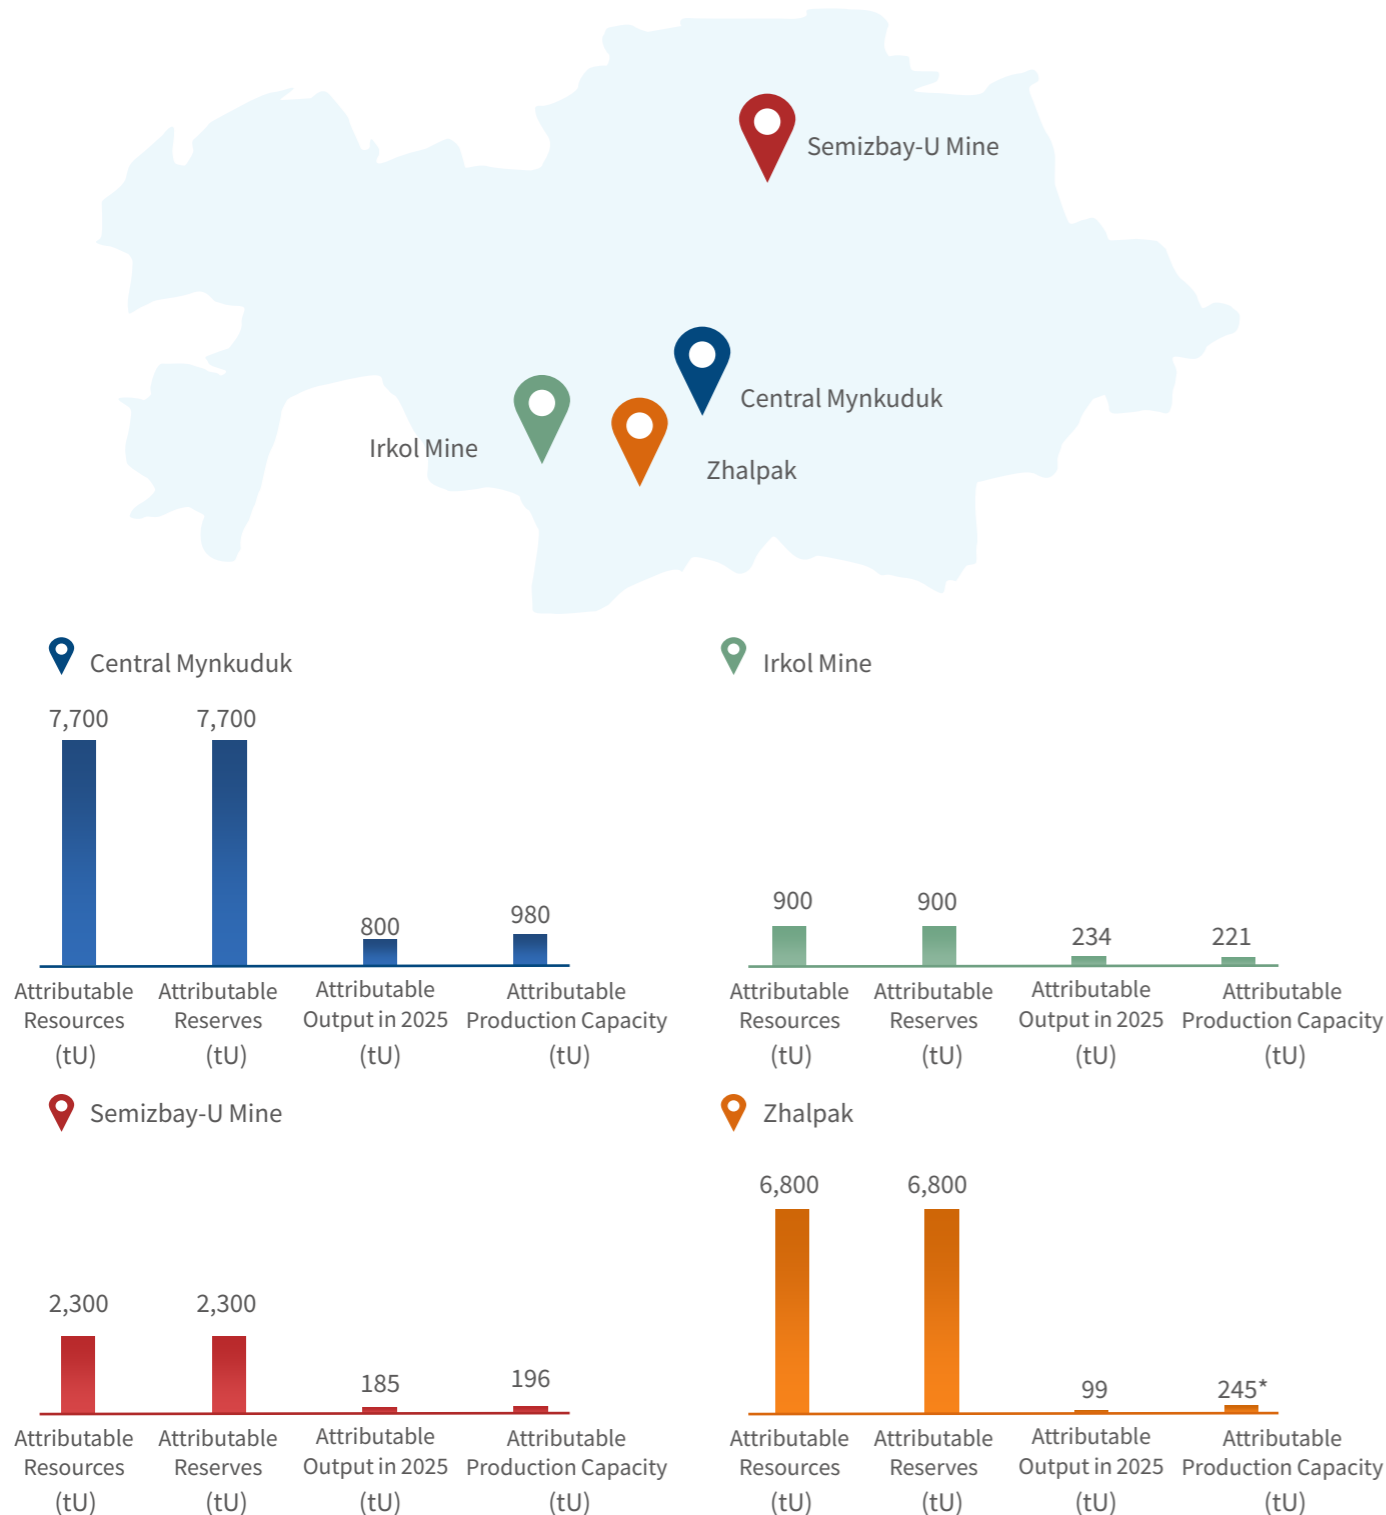 Semizbay-U Mine
Central Mynkuduk
Irkol Mine
Zhalpak
Central Mynkuduk
7,700
7,700
800
980
Attributable
Resources
(tU)
Attributable
Reserves
(tU)
Attributable
Output in 2025
(tU)
Attributable
Production Capacity
(tU)
Irkol Mine
900
900
234
221
Attributable
Resources
(tU)
Attributable
Reserves
(tU)
Attributable
Output in 2025
(tU)
Attributable
Production Capacity
(tU)
Semizbay-U Mine
2,300
2,300
185
196
Attributable
Resources
(tU)
Attributable
Reserves
(tU)
Attributable
Output in 2025
(tU)
Attributable
Production Capacity
(tU)
Zhalpak
6,800
6,800
99
245*
Attributable
Resources
(tU)
Attributable
Reserves
(tU)
Attributable
Output in 2025
(tU)
Attributable
Production Capacity
(tU)